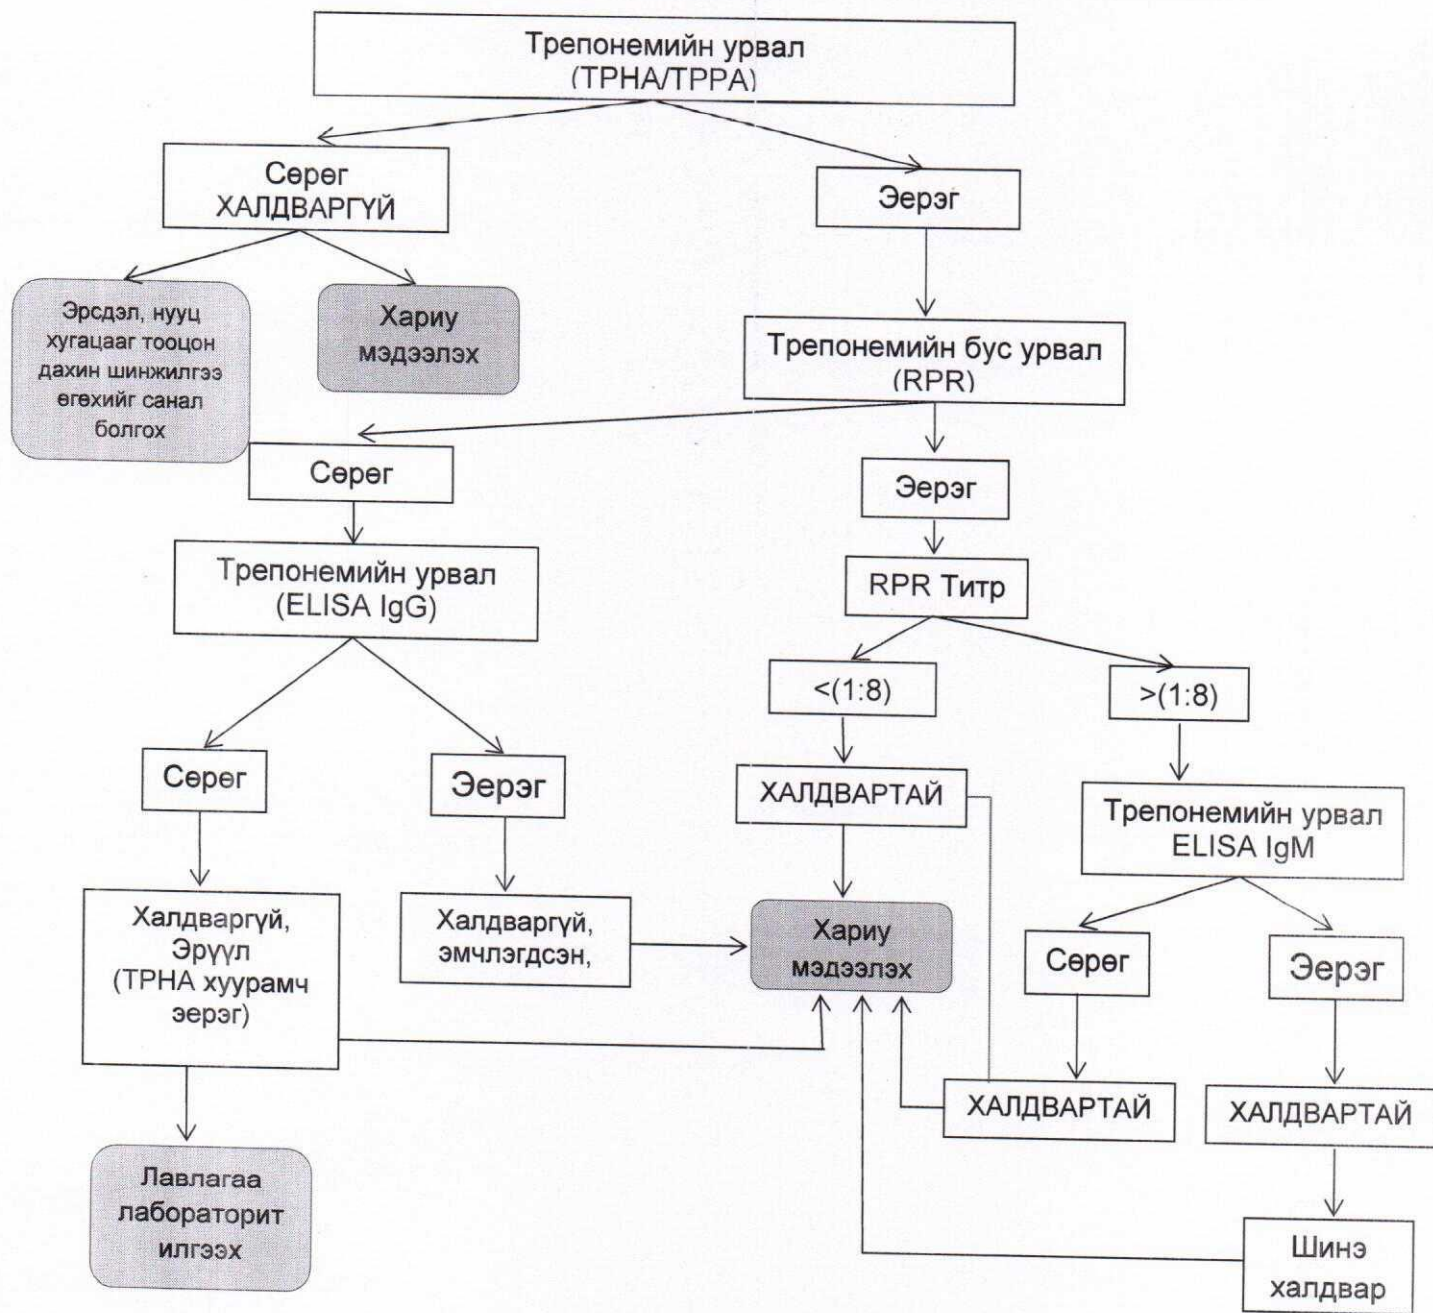 Трепонемийн урвал
(TPHA/TPPA)
Сөрөг
ХАЛДВАРГҮЙ
Эерэг
Эрсдэл, нууц
хугацааг тооцон
дахин шинжилгээ
өгөхийг санал
болгох
Хариу
мэдээлэх
Трепонемийн бус урвал
(RPR)
Сөрөг
Эерэг
Трепонемийн урвал
(ELISA IgG)
RPR Титр
<(1:8)
>(1:8)
Сөрөг
Эерэг
ХАЛДВАРТАЙ
Трепонемийн урвал
ELISA IgM
Халдваргүй,
Эрүүл
(TPHA хуурамч
эерэг)
Халдваргүй,
эмчлэгдсэн,
Хариу
мэдээлэх
Сөрөг
Эерэг
ХАЛДВАРТАЙ
ХАЛДВАРТАЙ
Лавлагаа
лабораторит
илгээх
Шинэ
халдвар